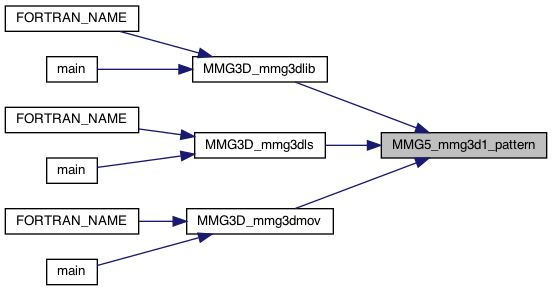 FORTRAN_NAME
main
MMG3D_mmg3dlib
FORTRAN_NAME
main
MMG3D_mmg3dls
MMG5_mmg3d1_pattern
FORTRAN_NAME
main
MMG3D_mmg3dmov